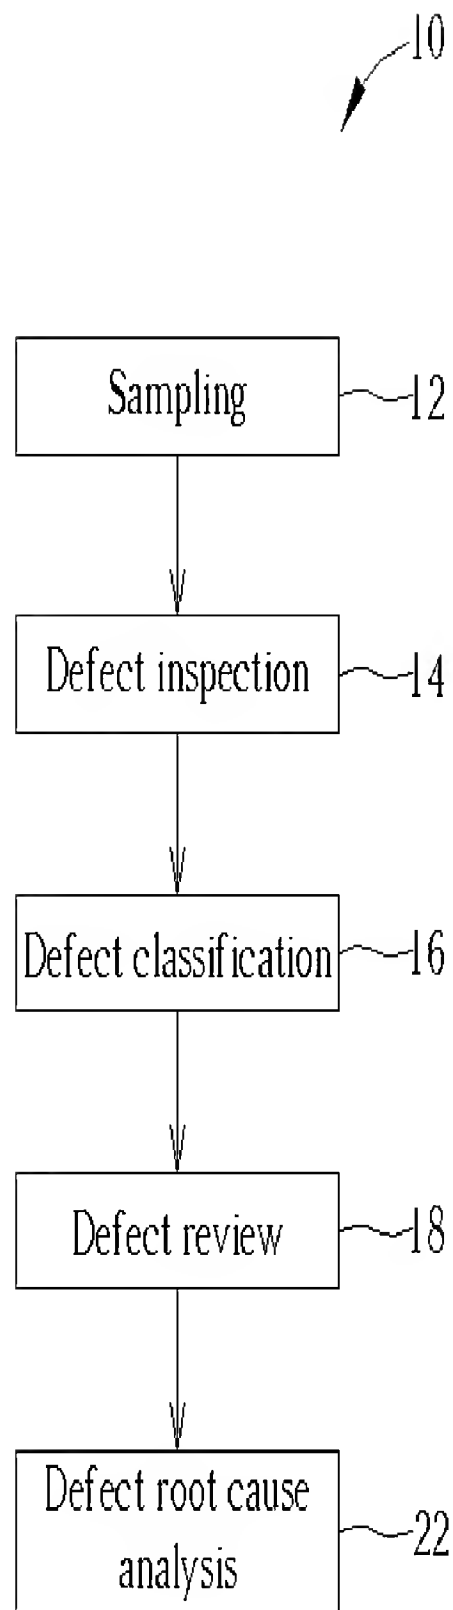 10
Sampling
12
Defect inspection
14
Defect classification
16
Defect review
18
Defect root cause
analysis
22